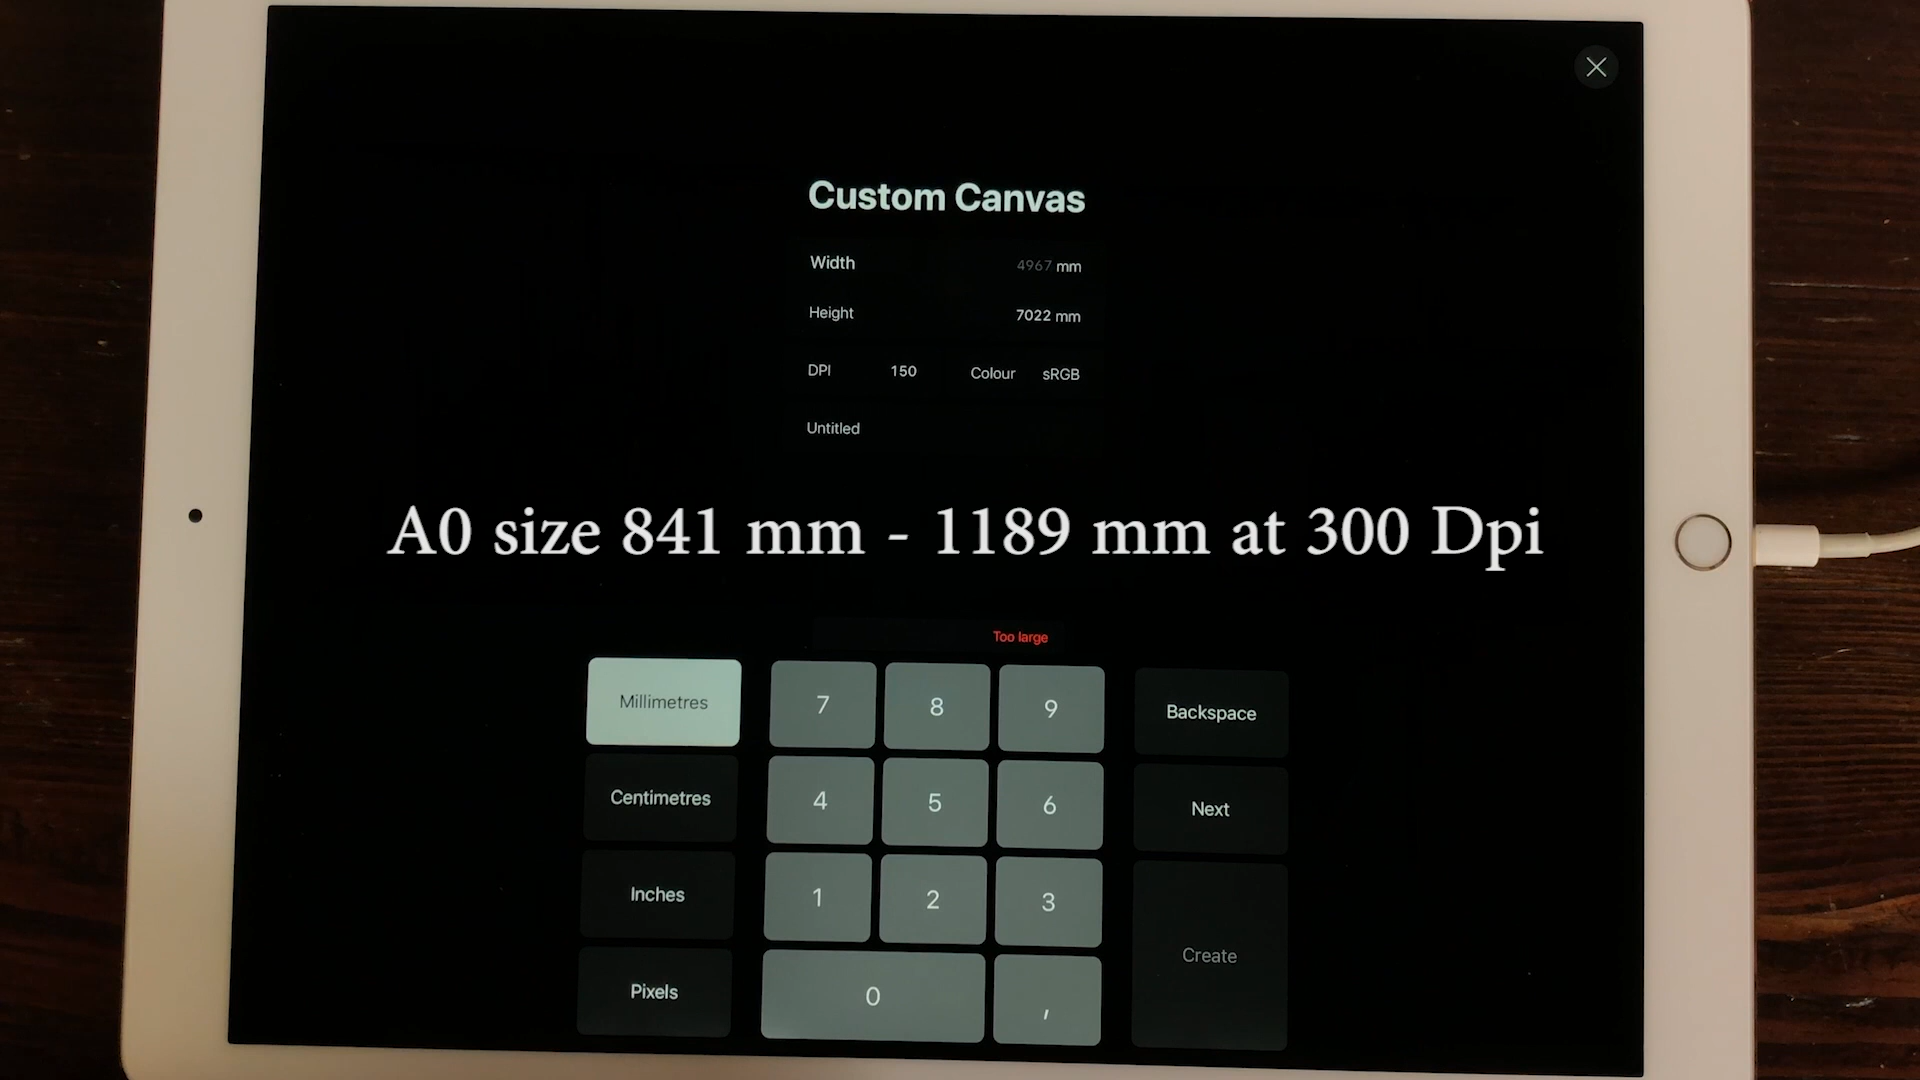 Custom Canvas
Width 4967 mm
Height 7022 mm
DPI 150 Colour sRGB
Untitled
A0 size 841 mm - 1189 mm at 300 Dpi
Too large
Millimetres 7 8 9 Backspace
Centimetres 4 5 6 Next
Inches 1 2 3 Create
Pixels 0 ,